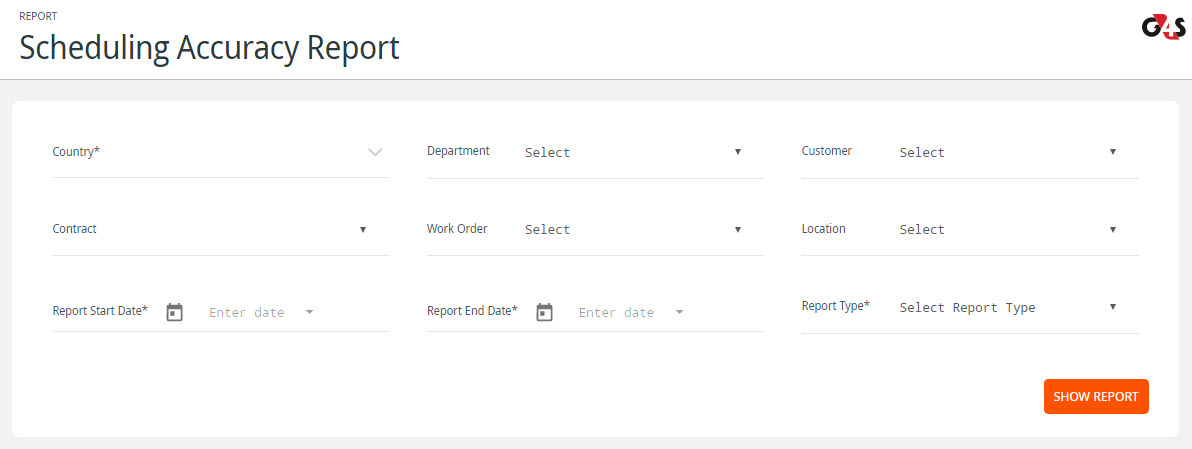 REPORT
Scheduling Accuracy Report
G4S
Country*
Department Select
Customer Select
Contract
Work Order Select
Location Select
Report Start Date* Enter date
Report End Date* Enter date
Report Type* Select Report Type
SHOW REPORT